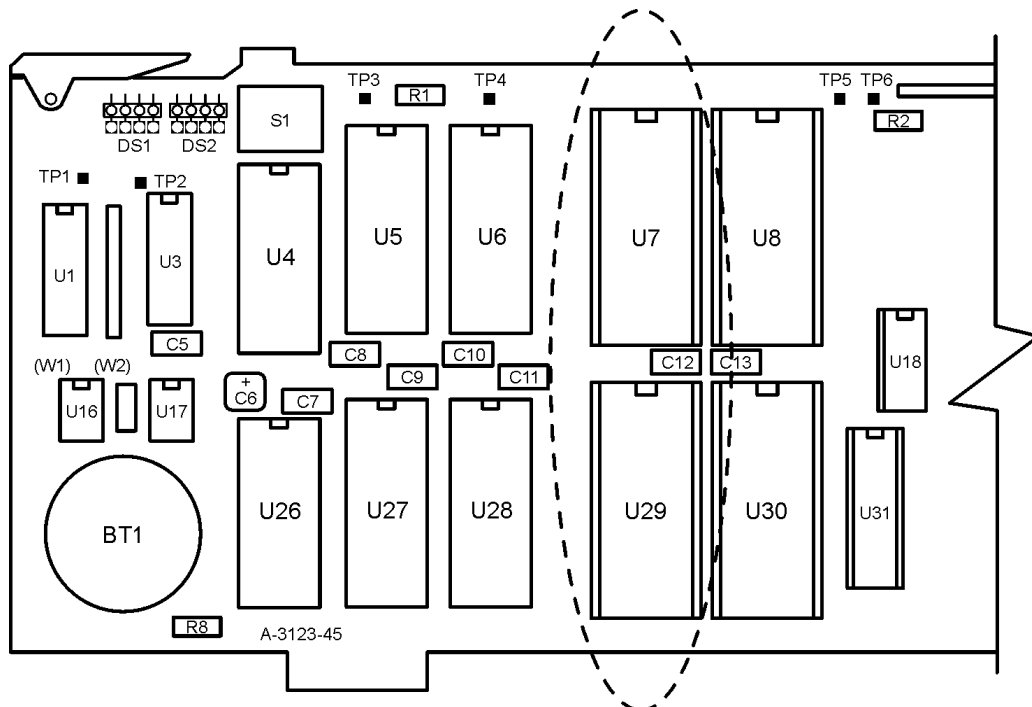 TP3
TP4
TP5 TP6
R1
R2
S1
DS1 DS2
TP1
TP2
U1
U3
U4
U5
U6
U7
U8
C5
C8
C10
C9
C11
C12
C13
U18
(W1) (W2)
+
C6
C7
U16
U17
BT1
U26
U27
U28
U29
U30
U31
R8
A-3123-45